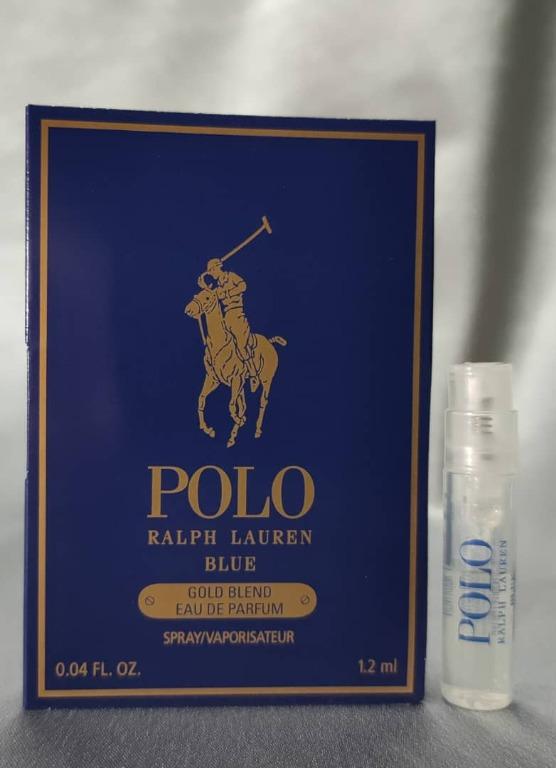 POLO
RALPH LAUREN
BLUE
GOLD BLEND
EAU DE PARFUM
SPRAY/VAPORISATEUR
0.04 FL. OZ. 1.2 ml
POLO
RALPH LAUREN